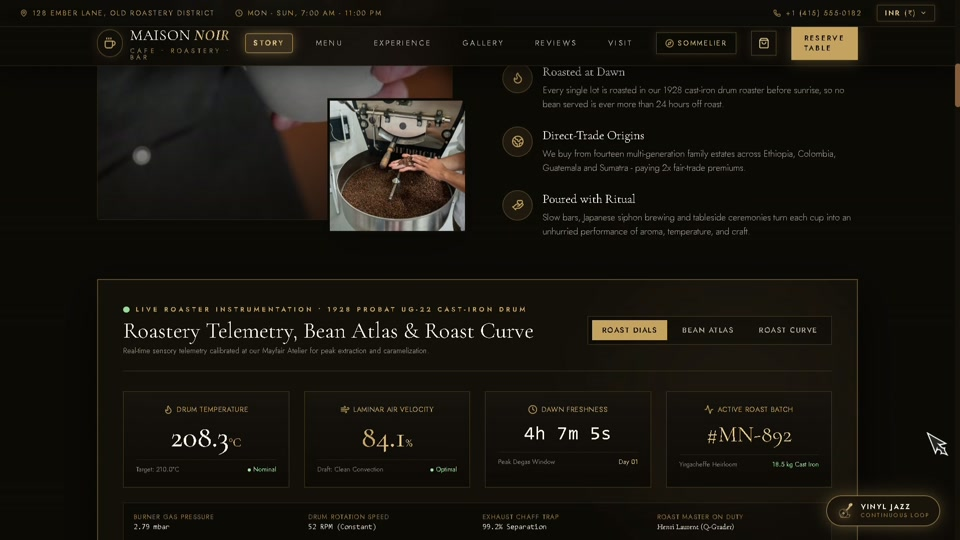 128 EMBER LANE, OLD ROASTERY DISTRICT
MON - SUN, 7:00 AM - 11:00 PM
+1 (415) 555-0182
INR (₹)
MAISON NOIR
CAFE · ROASTERY · BAR
STORY
MENU
EXPERIENCE
GALLERY
REVIEWS
VISIT
SOMMELIER
RESERVE TABLE
Roasted at Dawn
Every single lot is roasted in our 1928 cast-iron drum roaster before sunrise, so no
bean served is ever more than 24 hours off roast.
Direct-Trade Origins
We buy from fourteen multi-generation family estates across Ethiopia, Colombia,
Guatemala and Sumatra - paying 2x fair-trade premiums.
Poured with Ritual
Slow bars, Japanese siphon brewing and tableside ceremonies turn each cup into an
unhurried performance of aroma, temperature, and craft.
LIVE ROASTER INSTRUMENTATION · 1928 PROBAT UG-22 CAST-IRON DRUM
Roastery Telemetry, Bean Atlas & Roast Curve
Real-time sensory telemetry calibrated at our Mayfair Atelier for peak extraction and caramelization.
ROAST DIALS
BEAN ATLAS
ROAST CURVE
DRUM TEMPERATURE
208.3°C
Target: 210.0°C
Nominal
LAMINAR AIR VELOCITY
84.1%
Draft: Clean Convection
Optimal
DAWN FRESHNESS
4h 7m 5s
Peak Degas Window
Day 01
ACTIVE ROAST BATCH
#MN-892
Yirgacheffe Heirloom
18.5 kg Cast Iron
BURNER GAS PRESSURE
2.79 mbar
DRUM ROTATION SPEED
52 RPM (Constant)
EXHAUST CHAFF TRAP
99.2% Separation
ROAST MASTER ON DUTY
Henri Laurent (Q-Grader)
VINYL JAZZ
CONTINUOUS LOOP